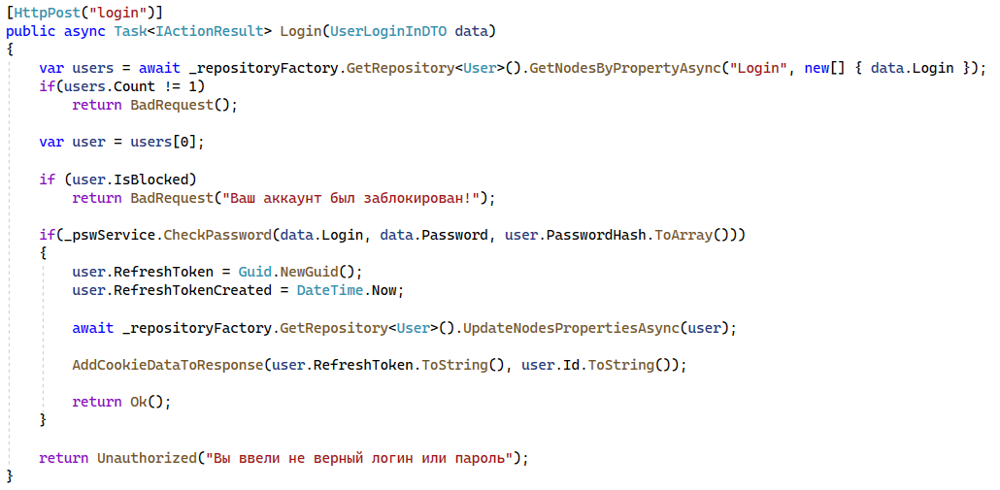 [HttpPost("login")]
public async Task<IActionResult> Login(UserLoginInDTO data)
{
    var users = await _repositoryFactory.GetRepository<User>().GetNodesByPropertyAsync("Login", new[] { data.Login });
    if(users.Count != 1)
        return BadRequest();
    var user = users[0];
    if (user.IsBlocked)
        return BadRequest("Ваш аккаунт был заблокирован!");
    if(_pswService.CheckPassword(data.Login, data.Password, user.PasswordHash.ToArray()))
    {
        user.RefreshToken = Guid.NewGuid();
        user.RefreshTokenCreated = DateTime.Now;
        await _repositoryFactory.GetRepository<User>().UpdateNodesPropertiesAsync(user);
        AddCookieDataToResponse(user.RefreshToken.ToString(), user.Id.ToString());
        return Ok();
    }
    return Unauthorized("Вы ввели не верный логин или пароль");
}